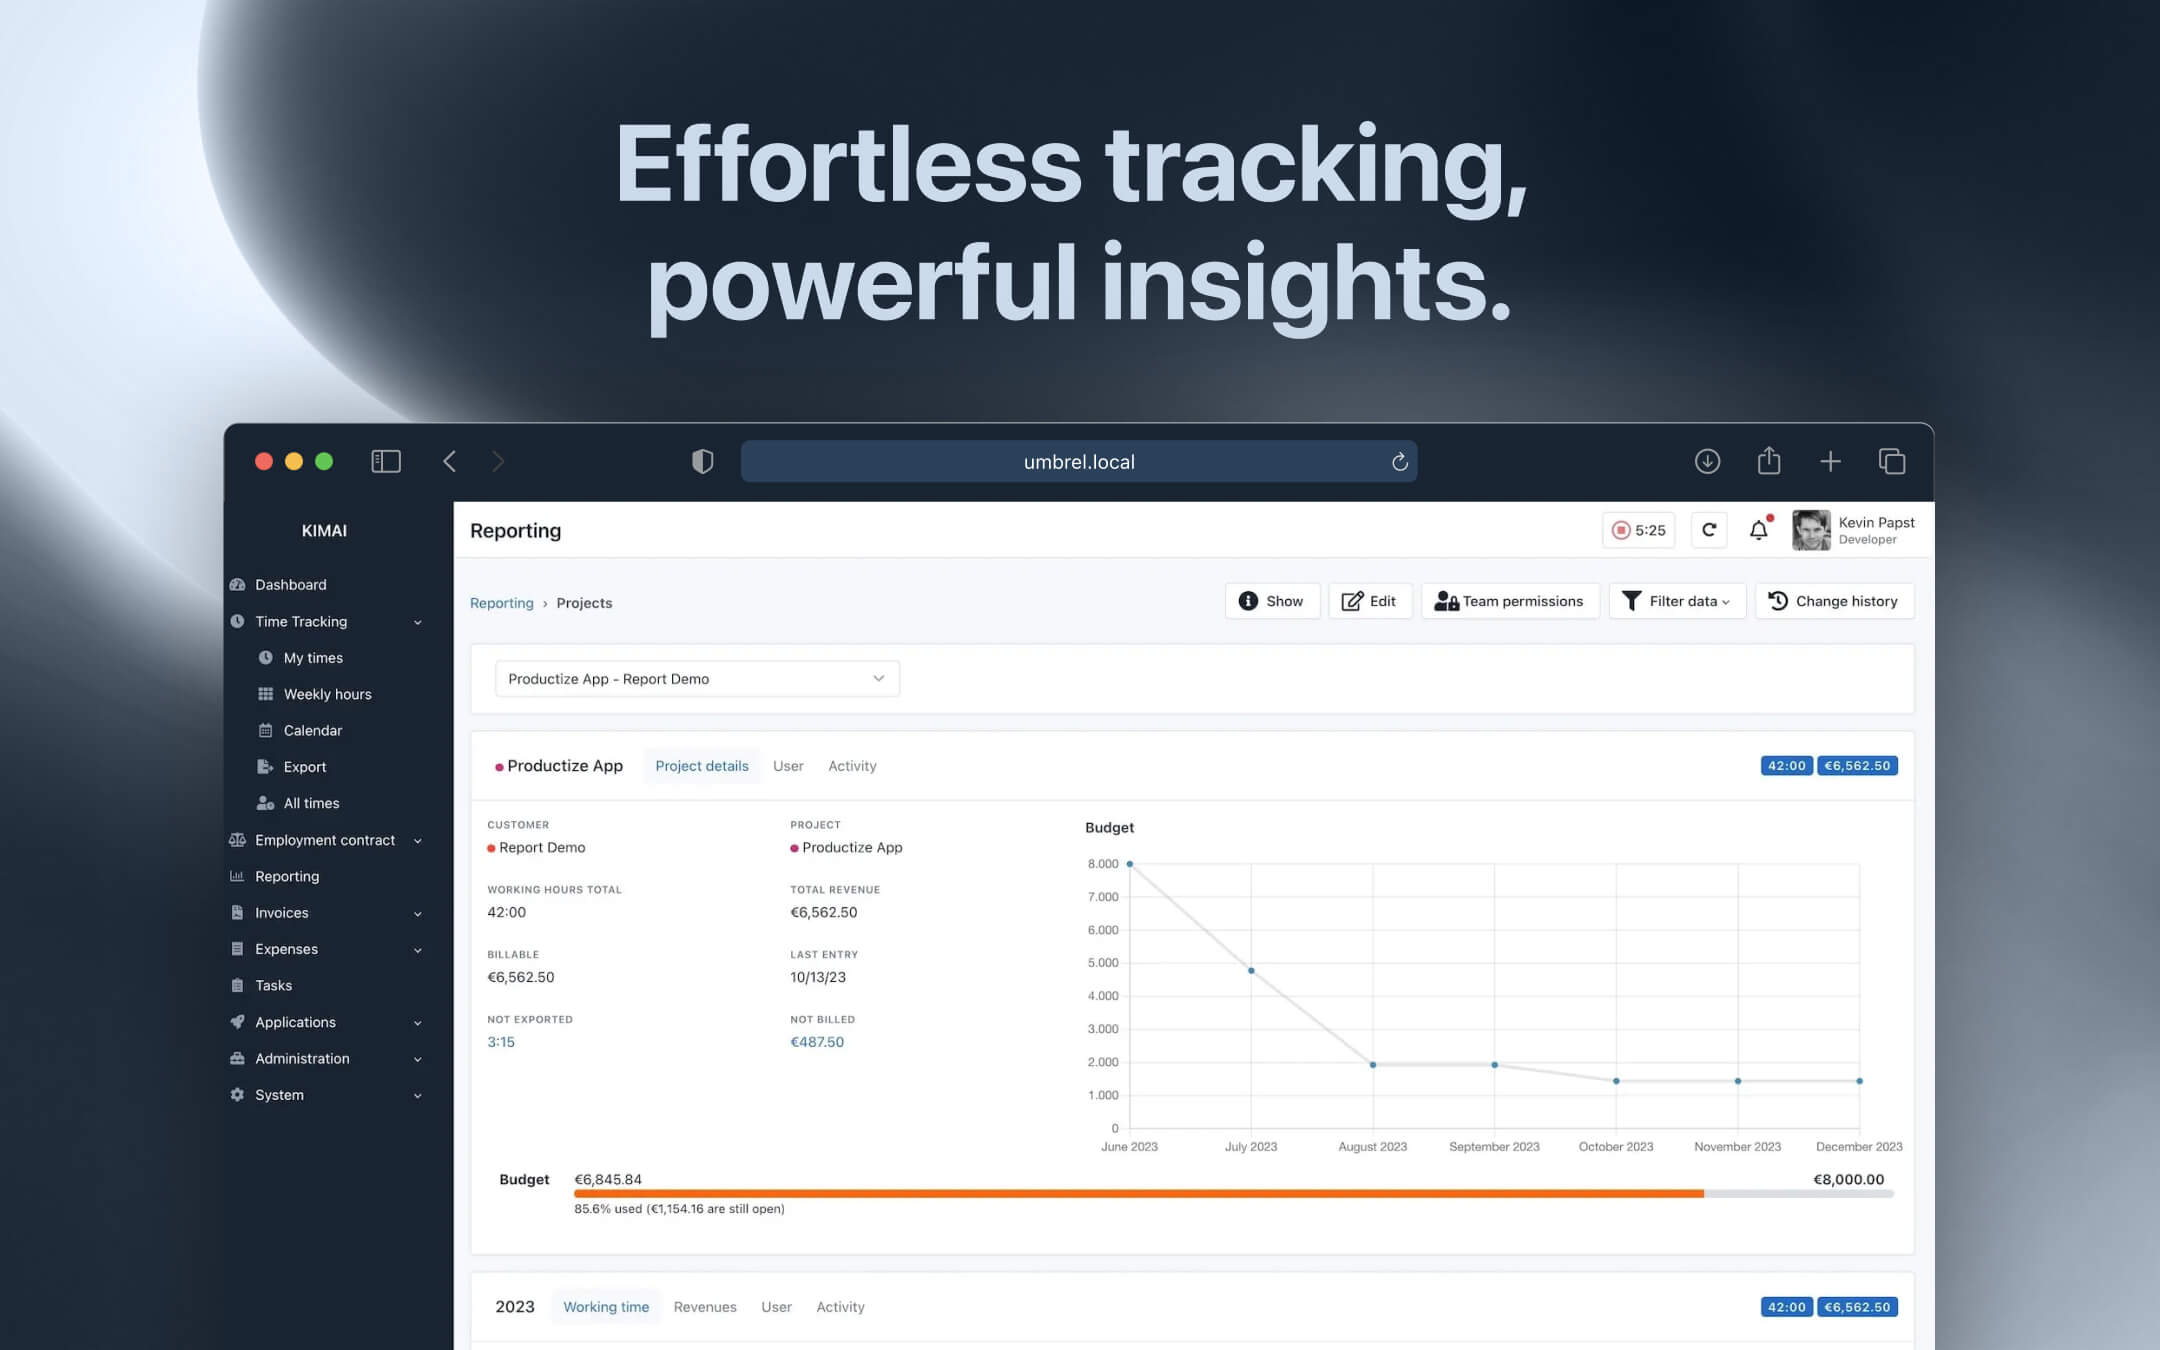 Effortless tracking,
powerful insights.
umbrel.local
KIMAI
Dashboard
Time Tracking
My times
Weekly hours
Calendar
Export
All times
Employment contract
Reporting
Invoices
Expenses
Tasks
Applications
Administration
System
Reporting
5:25
Kevin Papst
Developer
Reporting › Projects
Show
Edit
Team permissions
Filter data
Change history
Productize App - Report Demo
Productize App
Project details
User
Activity
42:00
€6,562.50
CUSTOMER
Report Demo
PROJECT
Productize App
WORKING HOURS TOTAL
42:00
TOTAL REVENUE
€6,562.50
BILLABLE
€6,562.50
LAST ENTRY
10/13/23
NOT EXPORTED
3:15
NOT BILLED
€487.50
Budget
8.000
7.000
6.000
5.000
4.000
3.000
2.000
1.000
0
June 2023
July 2023
August 2023
September 2023
October 2023
November 2023
December 2023
Budget
€6,845.84
€8,000.00
85.6% used (€1,154.16 are still open)
2023
Working time
Revenues
User
Activity
42:00
€6,562.50